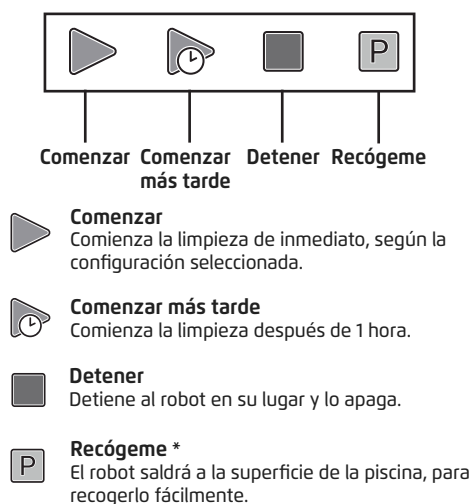 P
Comenzar Comenzar Detener Recógeme
más tarde
Comenzar
Comienza la limpieza de inmediato, según la
configuración seleccionada.
Comenzar más tarde
Comienza la limpieza después de 1 hora.
Detener
Detiene al robot en su lugar y lo apaga.
P
Recógeme *
El robot saldrá a la superficie de la piscina, para
recogerlo fácilmente.